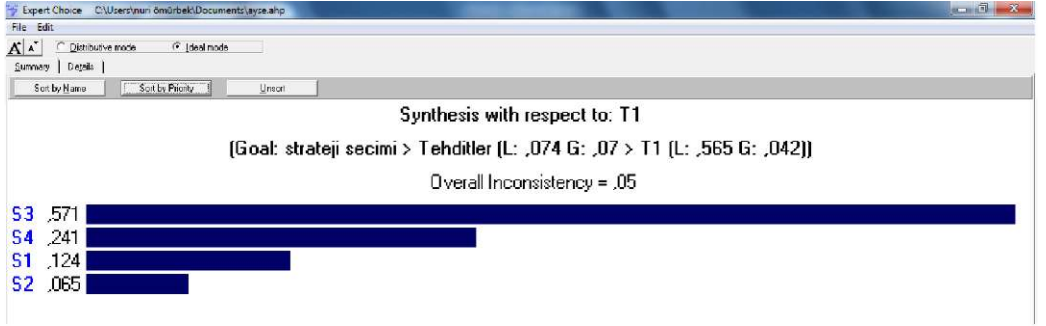 Expert Choice C:\Users\nuri ömürbek\Documents\ayse.ahp
File Edit
A A Distributive mode Ideal mode
Summary Details
Sort by Name Sort by Priority Unsort
Synthesis with respect to: T1
(Goal: strateji secimi > Tehditler (L: ,074 G: ,07 > T1 (L: ,565 G: ,042))
Overall Inconsistency = ,05
S3 ,571
S4 ,241
S1 ,124
S2 ,065